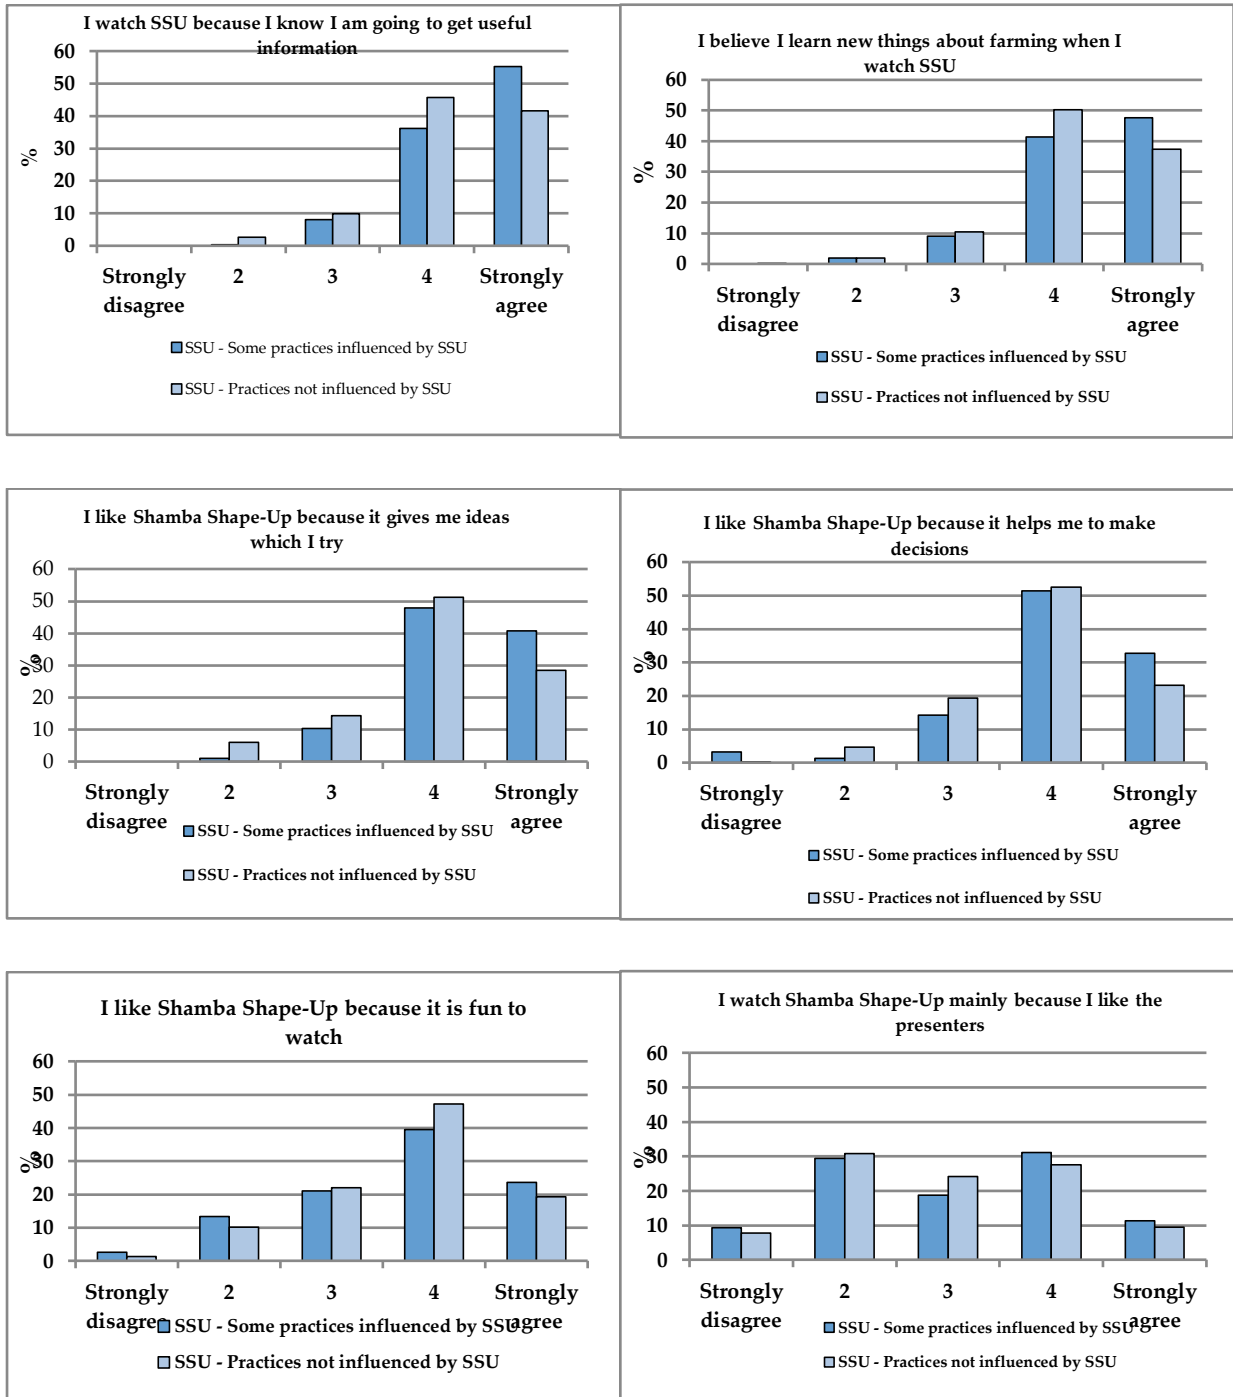 I watch SSU because I know I am going to get useful
information
60
50
40
30
20
10
0
%
Strongly
disagree
2
3
4
Strongly
agree
SSU - Some practices influenced by SSU
SSU - Practices not influenced by SSU
I believe I learn new things about farming when I
watch SSU
60
50
40
30
20
10
0
%
Strongly
disagree
2
3
4
Strongly
agree
SSU - Some practices influenced by SSU
SSU - Practices not influenced by SSU
I like Shamba Shape-Up because it gives me ideas
which I try
60
50
40
30
20
10
0
%
Strongly
disagree
2
3
4
Strongly
agree
SSU - Some practices influenced by SSU
SSU - Practices not influenced by SSU
I like Shamba Shape-Up because it helps me to make
decisions
60
50
40
30
20
10
0
%
Strongly
disagree
2
3
4
Strongly
agree
SSU - Some practices influenced by SSU
SSU - Practices not influenced by SSU
I like Shamba Shape-Up because it is fun to
watch
60
50
40
30
20
10
0
%
Strongly
disagree
2
3
4
Strongly
agree
SSU - Some practices influenced by SSU
SSU - Practices not influenced by SSU
I watch Shamba Shape-Up mainly because I like the
presenters
60
50
40
30
20
10
0
%
Strongly
disagree
2
3
4
Strongly
agree
SSU - Some practices influenced by SSU
SSU - Practices not influenced by SSU